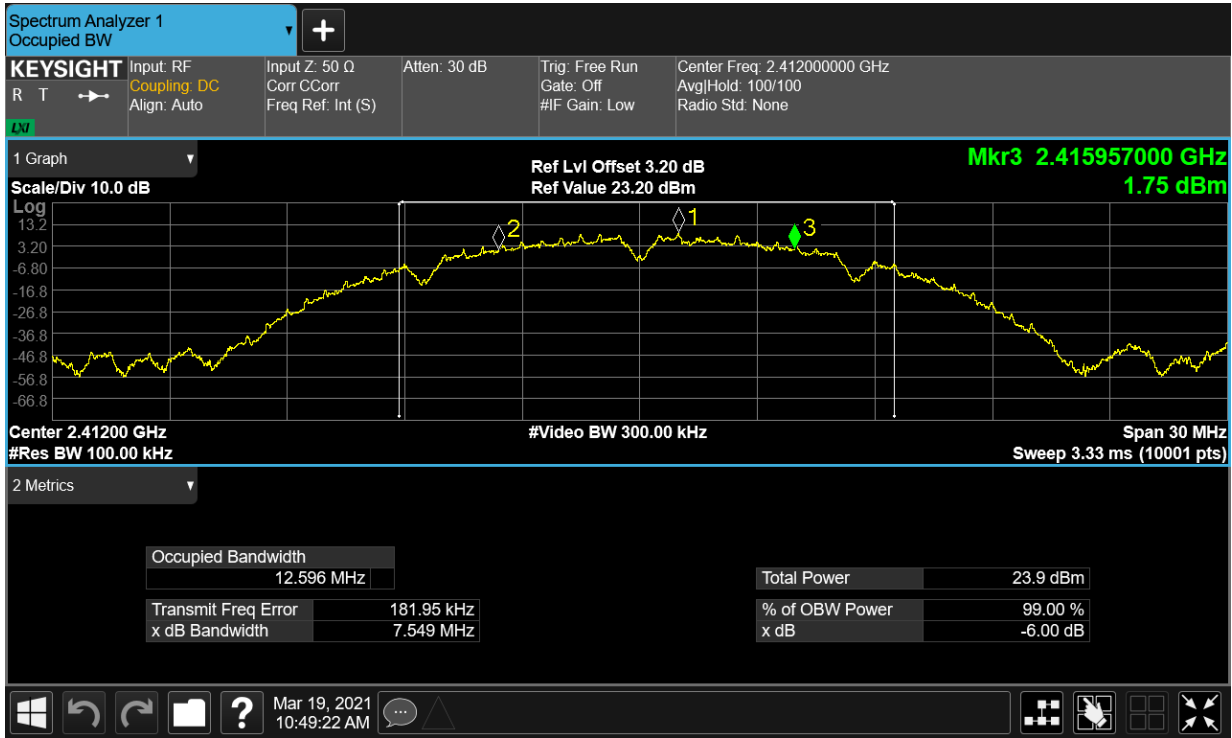 Spectrum Analyzer 1
Occupied BW
KEYSIGHT
R T
LXI
Input: RF
Coupling: DC
Align: Auto
Input Z: 50 Ω
Corr CCorr
Freq Ref: Int (S)
Atten: 30 dB
Trig: Free Run
Gate: Off
#IF Gain: Low
Center Freq: 2.412000000 GHz
Avg|Hold: 100/100
Radio Std: None
1 Graph
Scale/Div 10.0 dB
Ref Lvl Offset 3.20 dB
Ref Value 23.20 dBm
Mkr3 2.415957000 GHz
1.75 dBm
Log
13.2
3.20
-6.80
-16.8
-26.8
-36.8
-46.8
-56.8
-66.8
2
1
3
Center 2.41200 GHz
#Res BW 100.00 kHz
#Video BW 300.00 kHz
Span 30 MHz
Sweep 3.33 ms (10001 pts)
2 Metrics
Occupied Bandwidth
12.596 MHz
Transmit Freq Error 181.95 kHz
x dB Bandwidth 7.549 MHz
Total Power 23.9 dBm
% of OBW Power 99.00 %
x dB -6.00 dB
?
Mar 19, 2021
10:49:22 AM